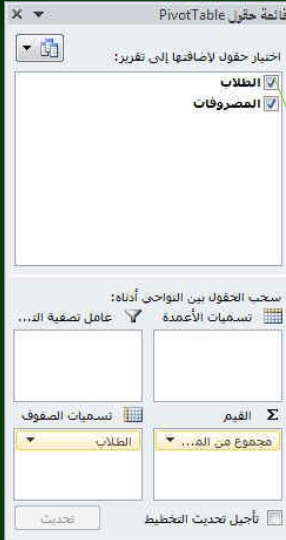 قائمة حقول PivotTable
اختيار حقول لإضافتها إلى تقرير:
الطلاب
المصروفات
سحب الحقول بين النواحي أدناه:
تسميات الأعمدة عامل تصفية الت...
Σ القيم تسميات الصفوف
مجموع من الم... الطلاب
تأجيل تحديث التخطيط تحديث